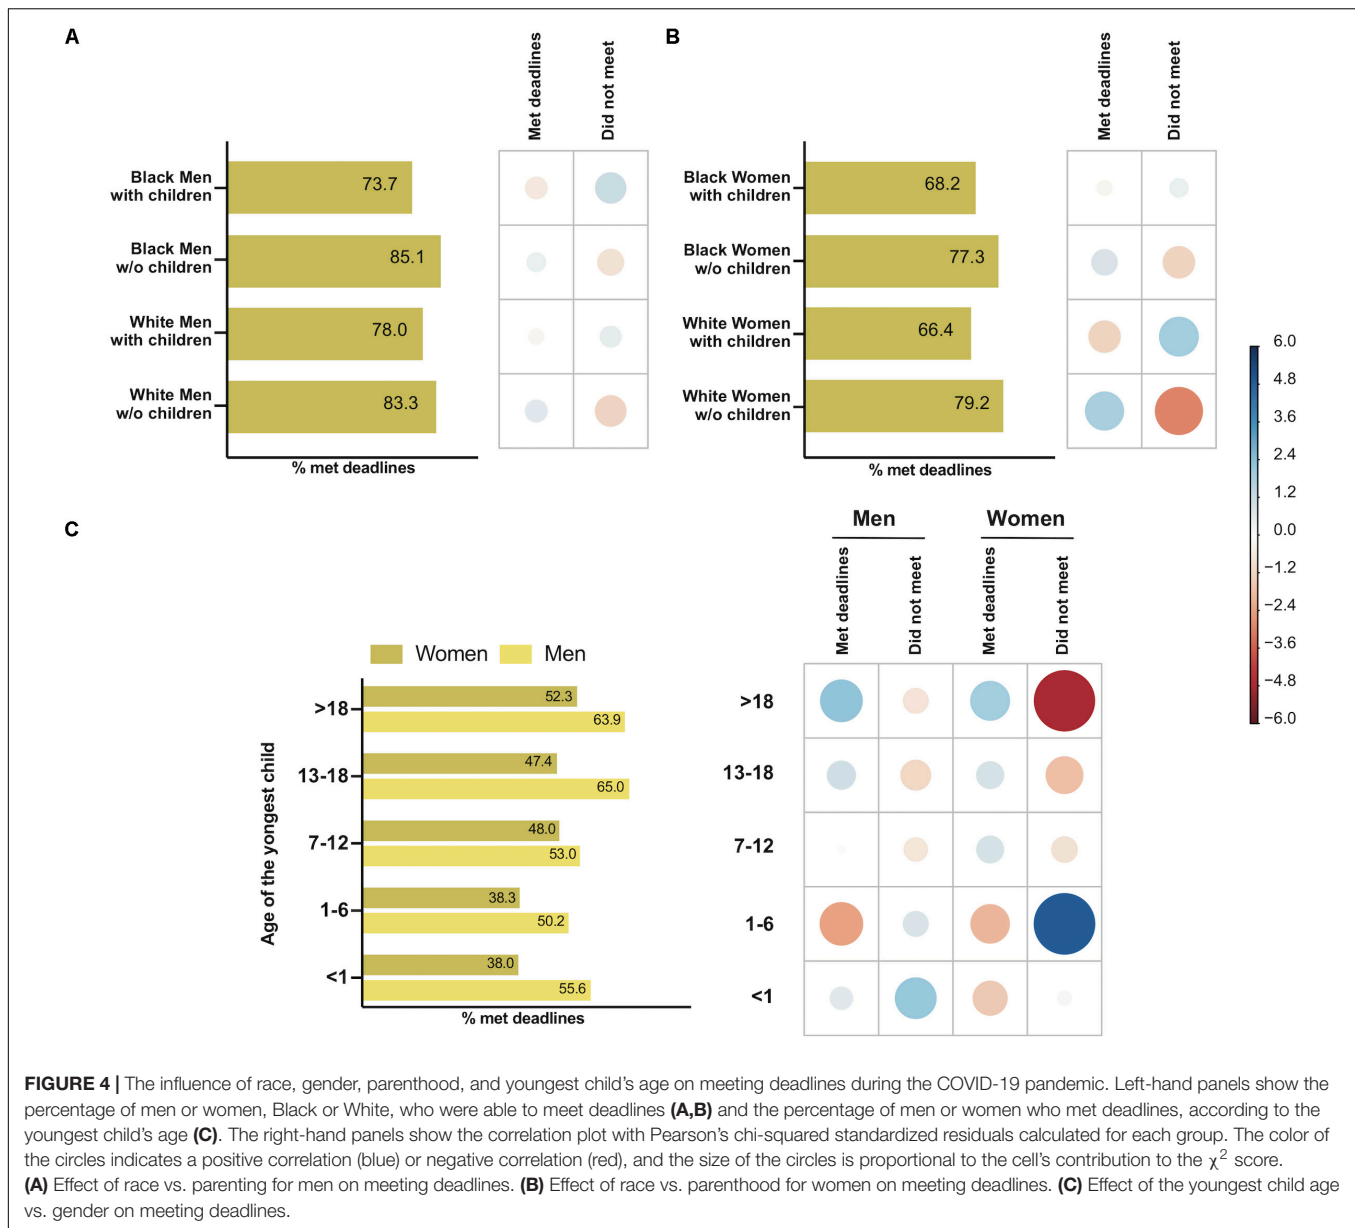 A
B
Met deadlines
Did not meet
Met deadlines
Did not meet
Black Men
with children
73.7
Black Men
w/o children
85.1
White Men
with children
78.0
White Men
w/o children
83.3
% met deadlines
Black Women
with children
68.2
Black Women
w/o children
77.3
White Women
with children
66.4
White Women
w/o children
79.2
% met deadlines
6.0
4.8
3.6
2.4
1.2
0.0
−1.2
−2.4
−3.6
−4.8
−6.0
C
Women
Men
Age of the yongest child
>18
52.3
63.9
13-18
47.4
65.0
7-12
48.0
53.0
1-6
38.3
50.2
<1
38.0
55.6
% met deadlines
Men
Women
Met deadlines
Did not meet
Met deadlines
Did not meet
>18
13-18
7-12
1-6
<1
FIGURE 4 | The influence of race, gender, parenthood, and youngest child's age on meeting deadlines during the COVID-19 pandemic. Left-hand panels show the
percentage of men or women, Black or White, who were able to meet deadlines (A,B) and the percentage of men or women who met deadlines, according to the
youngest child's age (C). The right-hand panels show the correlation plot with Pearson's chi-squared standardized residuals calculated for each group. The color of
the circles indicates a positive correlation (blue) or negative correlation (red), and the size of the circles is proportional to the cell's contribution to the χ² score.
(A) Effect of race vs. parenting for men on meeting deadlines. (B) Effect of race vs. parenthood for women on meeting deadlines. (C) Effect of the youngest child age
vs. gender on meeting deadlines.